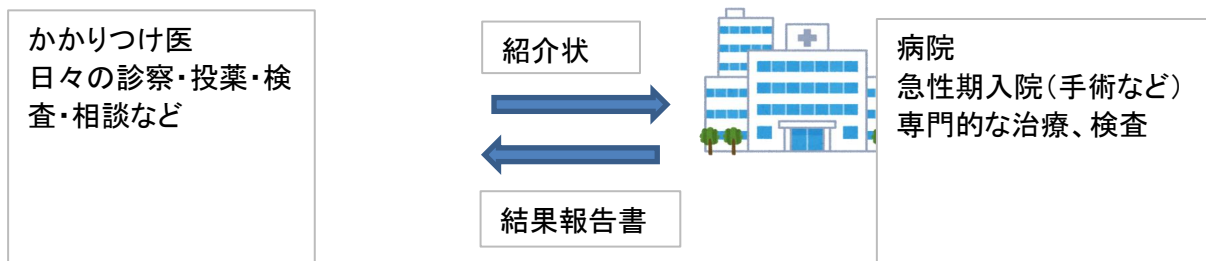 かかりつけ医
日々の診察・投薬・検
査・相談など
紹介状
結果報告書
病院
急性期入院（手術など）
専門的な治療、検査